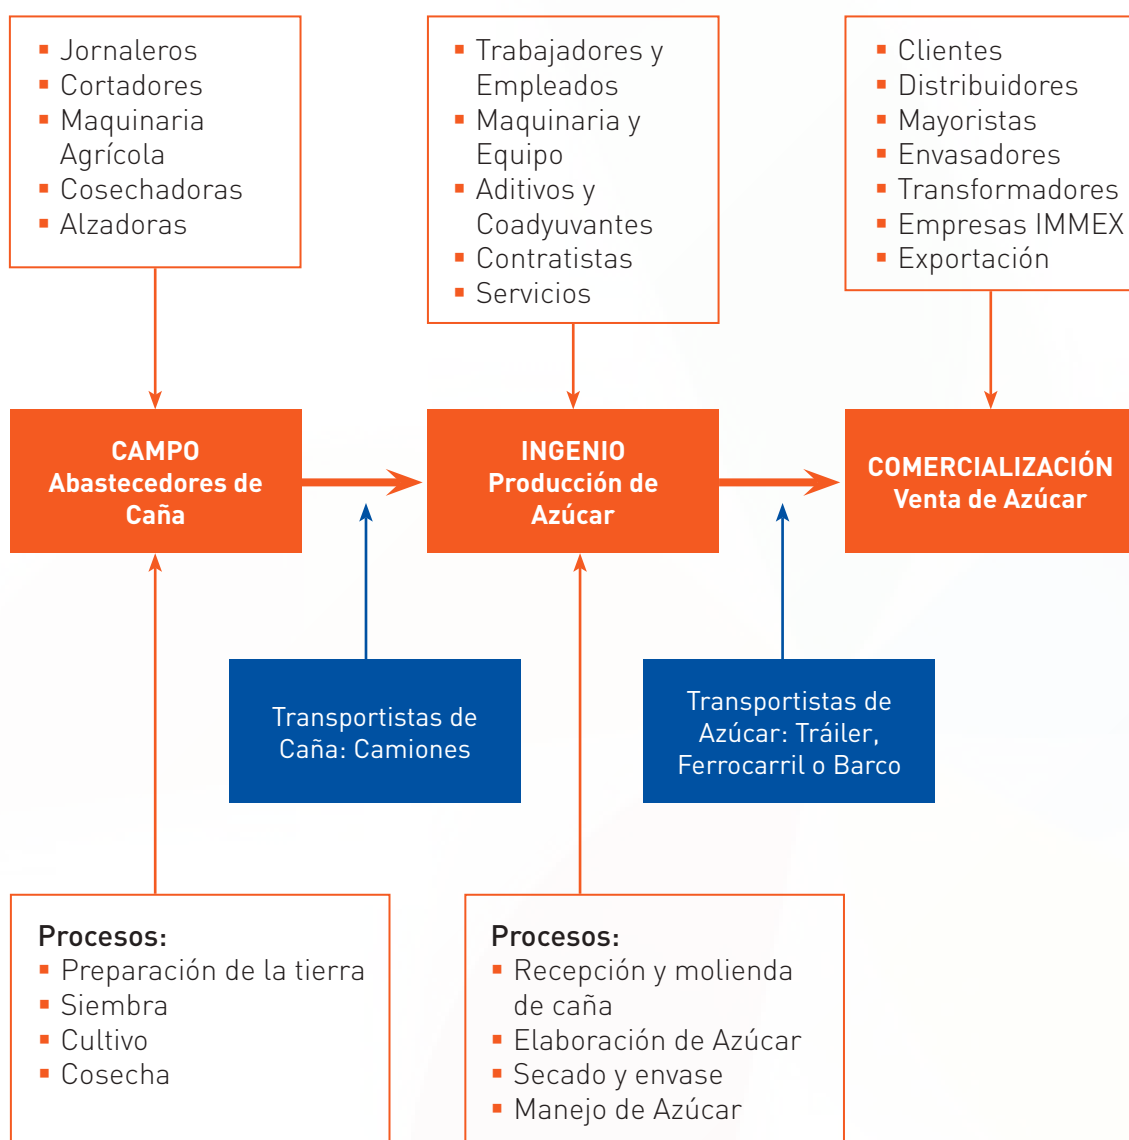 ▪ Jornaleros
▪ Cortadores
▪ Maquinaria
Agrícola
▪ Cosechadoras
▪ Alzadoras
▪ Trabajadores y
Empleados
▪ Maquinaria y
Equipo
▪ Aditivos y
Coadyuvantes
▪ Contratistas
▪ Servicios
▪ Clientes
▪ Distribuidores
▪ Mayoristas
▪ Envasadores
▪ Transformadores
▪ Empresas IMMEX
▪ Exportación
CAMPO
Abastecedores de
Caña
INGENIO
Producción de
Azúcar
COMERCIALIZACIÓN
Venta de Azúcar
Transportistas de
Caña: Camiones
Transportistas de
Azúcar: Tráiler,
Ferrocarril o Barco
Procesos:
▪ Preparación de la tierra
▪ Siembra
▪ Cultivo
▪ Cosecha
Procesos:
▪ Recepción y molienda
de caña
▪ Elaboración de Azúcar
▪ Secado y envase
▪ Manejo de Azúcar